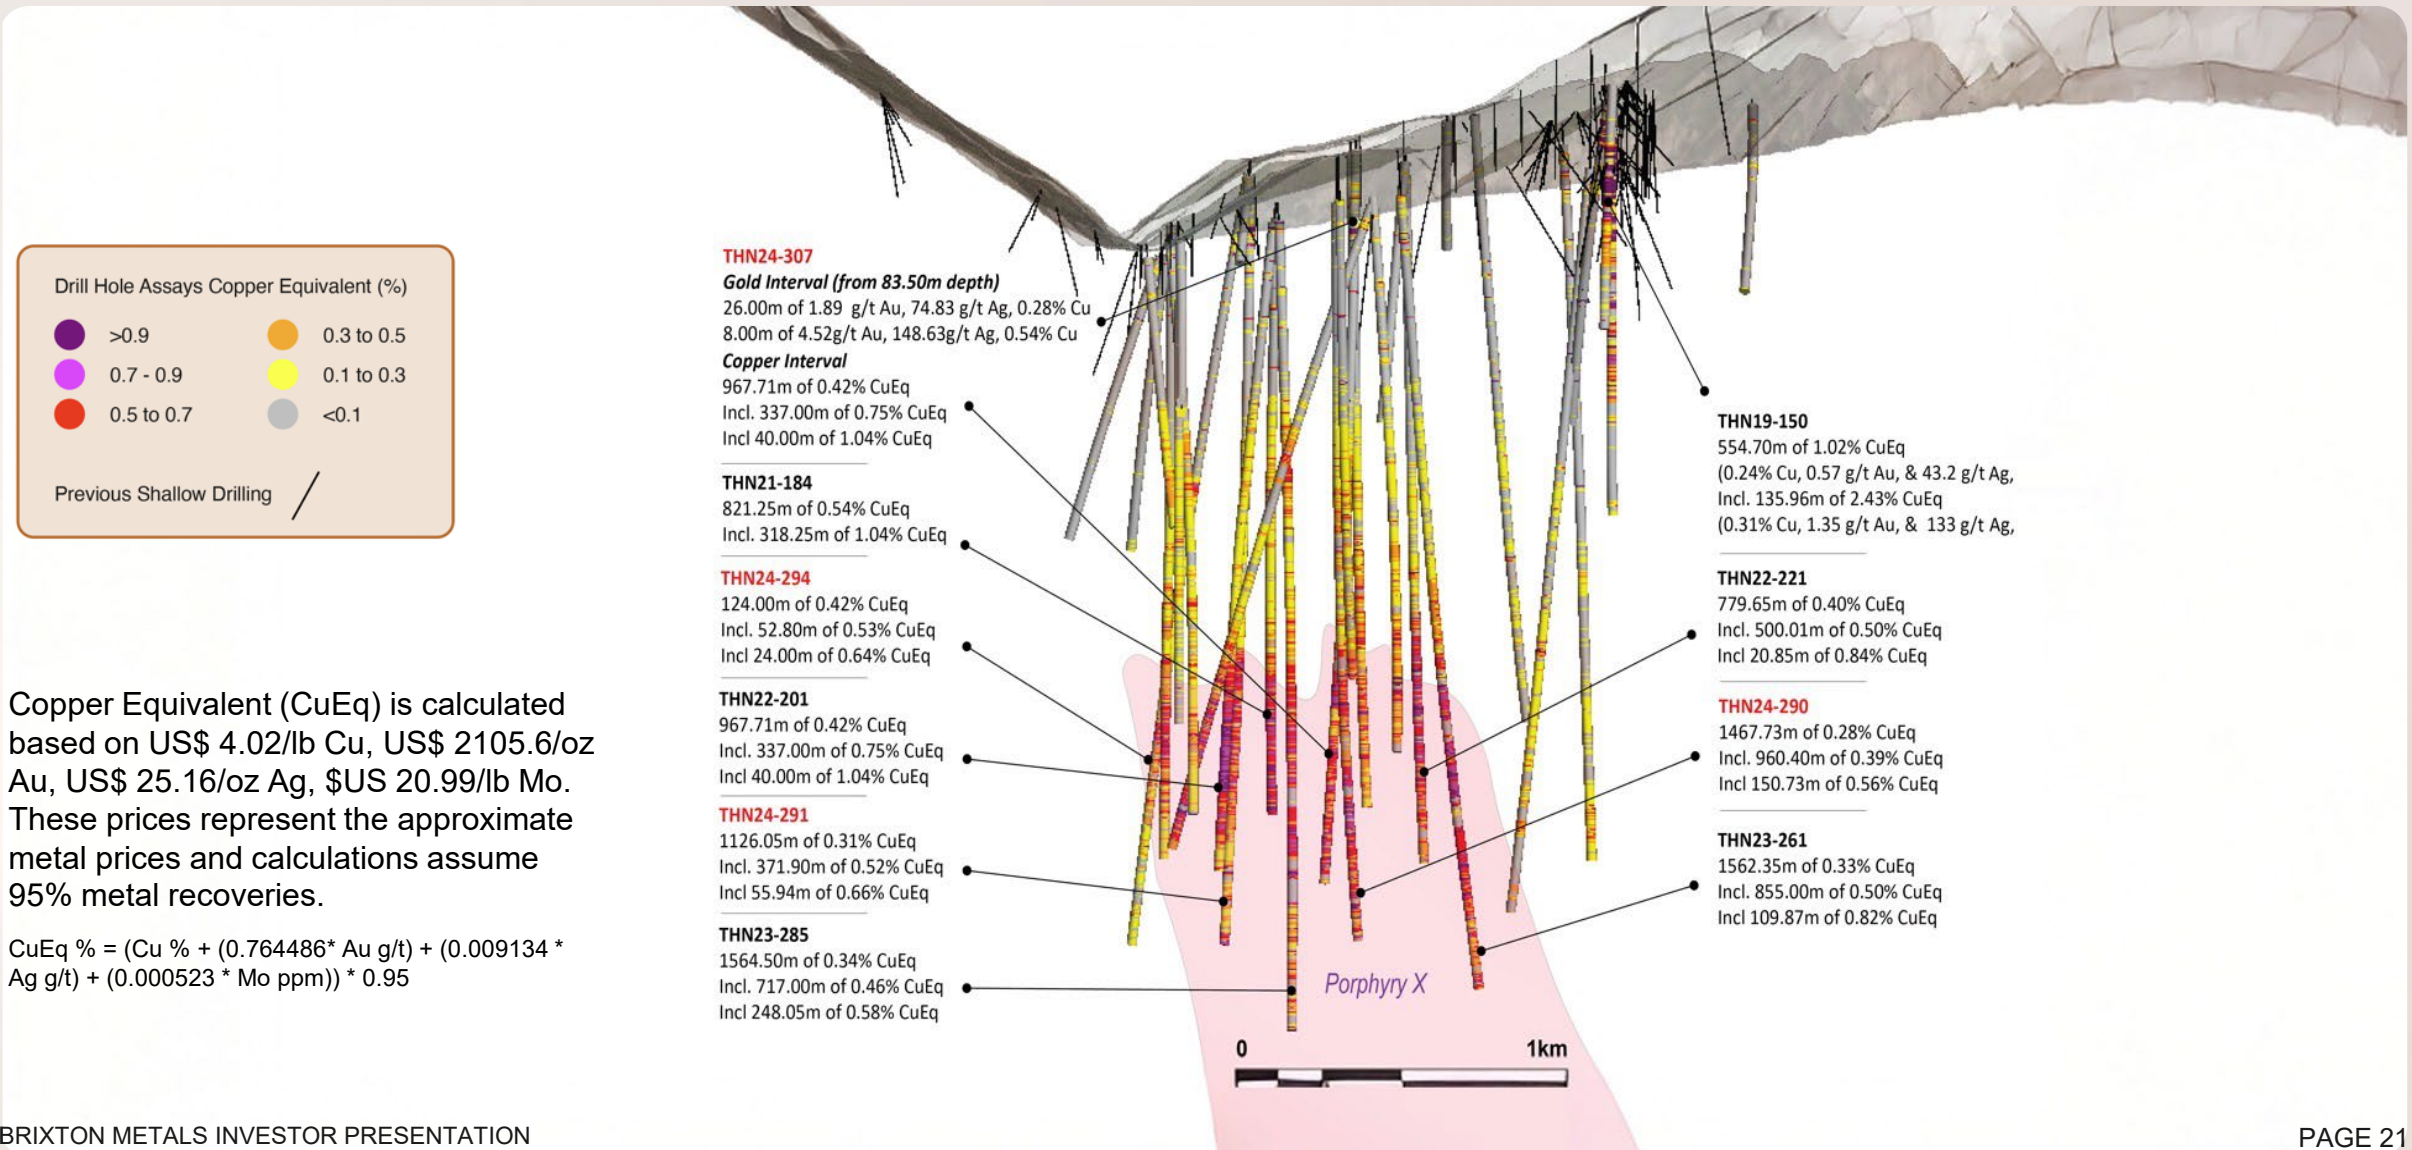 Drill Hole Assays Copper Equivalent (%)
>0.9
0.3 to 0.5
0.7 - 0.9
0.1 to 0.3
0.5 to 0.7
<0.1
Previous Shallow Drilling
Copper Equivalent (CuEq) is calculated
based on US$ 4.02/lb Cu, US$ 2105.6/oz
Au, US$ 25.16/oz Ag, $US 20.99/lb Mo.
These prices represent the approximate
metal prices and calculations assume
95% metal recoveries.
CuEq % = (Cu % + (0.764486* Au g/t) + (0.009134 *
Ag g/t) + (0.000523 * Mo ppm)) * 0.95
THN24-307
Gold Interval (from 83.50m depth)
26.00m of 1.89 g/t Au, 74.83 g/t Ag, 0.28% Cu
8.00m of 4.52g/t Au, 148.63g/t Ag, 0.54% Cu
Copper Interval
967.71m of 0.42% CuEq
Incl. 337.00m of 0.75% CuEq
Incl 40.00m of 1.04% CuEq
THN21-184
821.25m of 0.54% CuEq
Incl. 318.25m of 1.04% CuEq
THN24-294
124.00m of 0.42% CuEq
Incl. 52.80m of 0.53% CuEq
Incl 24.00m of 0.64% CuEq
THN22-201
967.71m of 0.42% CuEq
Incl. 337.00m of 0.75% CuEq
Incl 40.00m of 1.04% CuEq
THN24-291
1126.05m of 0.31% CuEq
Incl. 371.90m of 0.52% CuEq
Incl 55.94m of 0.66% CuEq
THN23-285
1564.50m of 0.34% CuEq
Incl. 717.00m of 0.46% CuEq
Incl 248.05m of 0.58% CuEq
THN19-150
554.70m of 1.02% CuEq
(0.24% Cu, 0.57 g/t Au, & 43.2 g/t Ag,
Incl. 135.96m of 2.43% CuEq
(0.31% Cu, 1.35 g/t Au, & 133 g/t Ag,
THN22-221
779.65m of 0.40% CuEq
Incl. 500.01m of 0.50% CuEq
Incl 20.85m of 0.84% CuEq
THN24-290
1467.73m of 0.28% CuEq
Incl. 960.40m of 0.39% CuEq
Incl 150.73m of 0.56% CuEq
THN23-261
1562.35m of 0.33% CuEq
Incl. 855.00m of 0.50% CuEq
Incl 109.87m of 0.82% CuEq
Porphyry X
0
1km
BRIXTON METALS INVESTOR PRESENTATION
PAGE 21